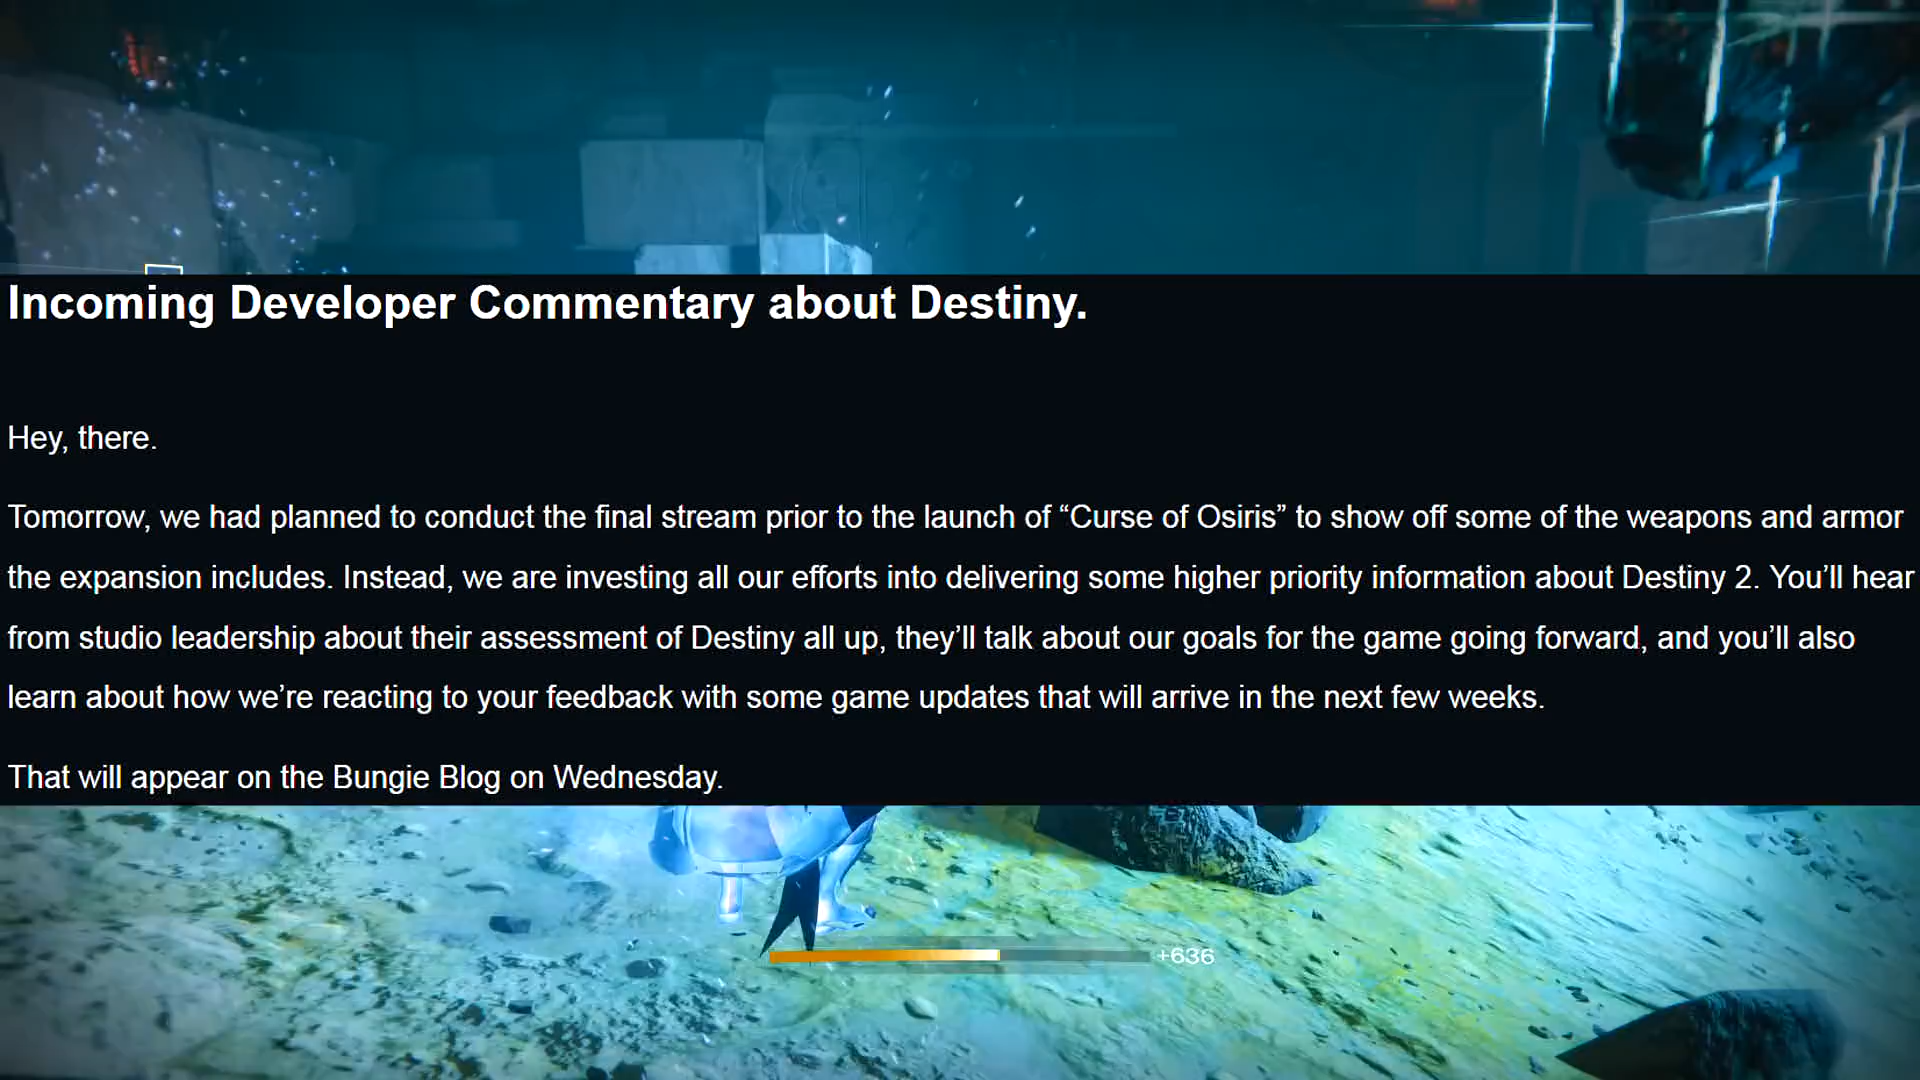 Incoming Developer Commentary about Destiny.
Hey, there.
Tomorrow, we had planned to conduct the final stream prior to the launch of “Curse of Osiris” to show off some of the weapons and armor
the expansion includes. Instead, we are investing all our efforts into delivering some higher priority information about Destiny 2. You’ll hear
from studio leadership about their assessment of Destiny all up, they’ll talk about our goals for the game going forward, and you’ll also
learn about how we’re reacting to your feedback with some game updates that will arrive in the next few weeks.
That will appear on the Bungie Blog on Wednesday.
+636